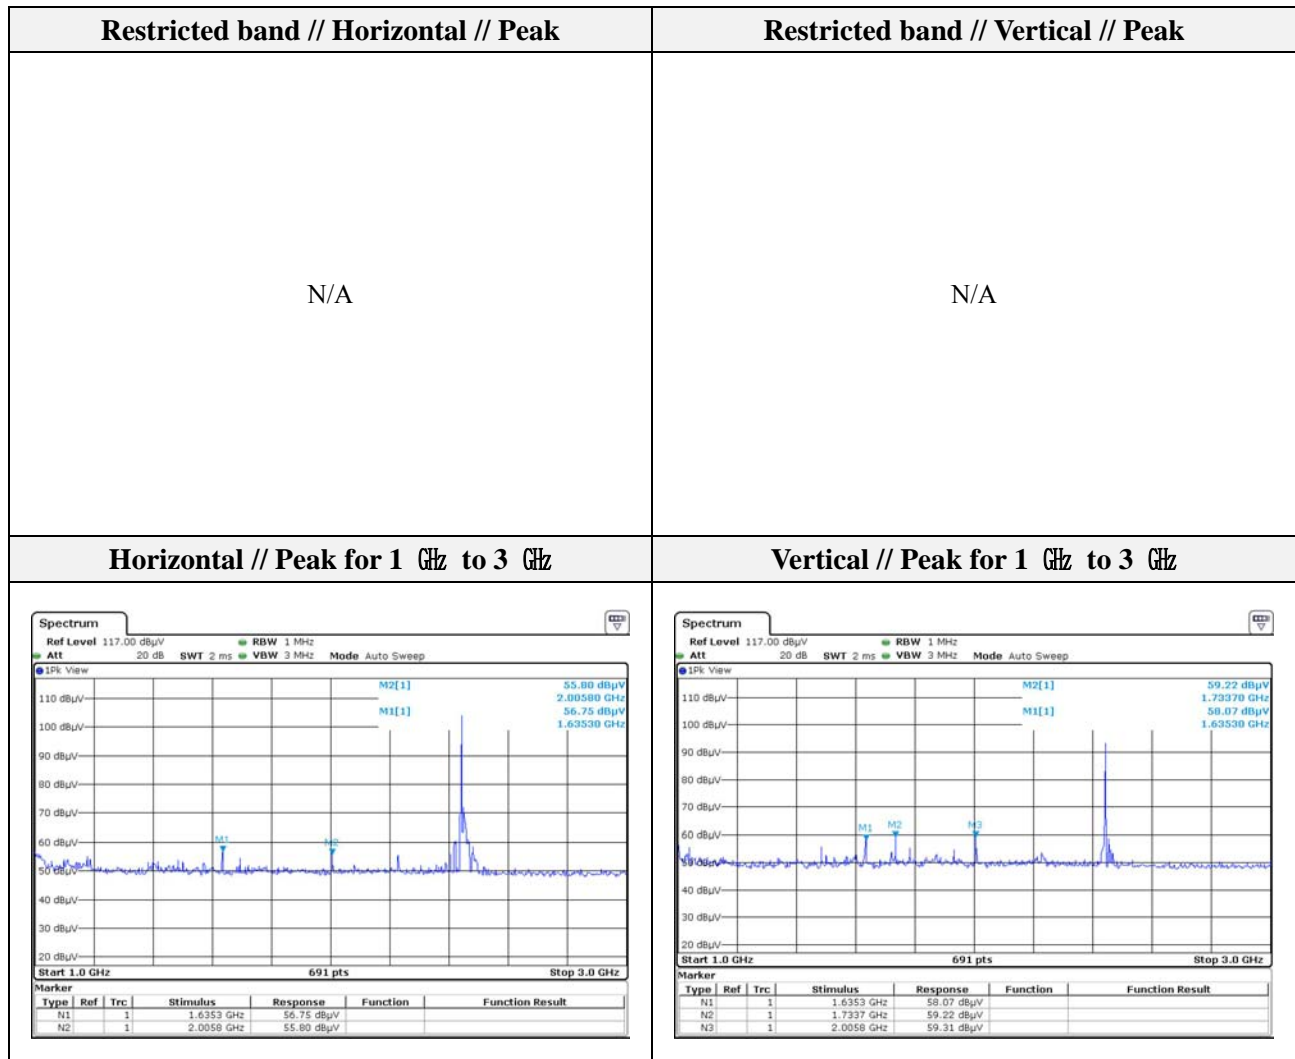 Restricted band // Horizontal // Peak
Restricted band // Vertical // Peak
N/A
N/A
Horizontal // Peak for 1 ㎓ to 3 ㎓
Vertical // Peak for 1 ㎓ to 3 ㎓
Spectrum
Ref Level 117.00 dBµV RBW 1 MHz
Att 20 dB SWT 2 ms VBW 3 MHz Mode Auto Sweep
1Pk View
M2[1] 55.80 dBµV
2.00580 GHz
M1[1] 56.75 dBµV
1.63530 GHz
110 dBµV
100 dBµV
90 dBµV
80 dBµV
70 dBµV
60 dBµV
50 dBµV
40 dBµV
30 dBµV
20 dBµV
M1
M2
Start 1.0 GHz 691 pts Stop 3.0 GHz
Marker
Type Ref Trc Stimulus Response Function Function Result
N1 1 1.6353 GHz 56.75 dBµV
N2 1 2.0058 GHz 55.80 dBµV
Spectrum
Ref Level 117.00 dBµV RBW 1 MHz
Att 20 dB SWT 2 ms VBW 3 MHz Mode Auto Sweep
1Pk View
M2[1] 59.22 dBµV
1.73370 GHz
M1[1] 58.07 dBµV
1.63530 GHz
110 dBµV
100 dBµV
90 dBµV
80 dBµV
70 dBµV
60 dBµV
50 dBµV
40 dBµV
30 dBµV
20 dBµV
M1 M2 M3
Start 1.0 GHz 691 pts Stop 3.0 GHz
Marker
Type Ref Trc Stimulus Response Function Function Result
N1 1 1.6353 GHz 58.07 dBµV
N2 1 1.7337 GHz 59.22 dBµV
N3 1 2.0058 GHz 59.31 dBµV